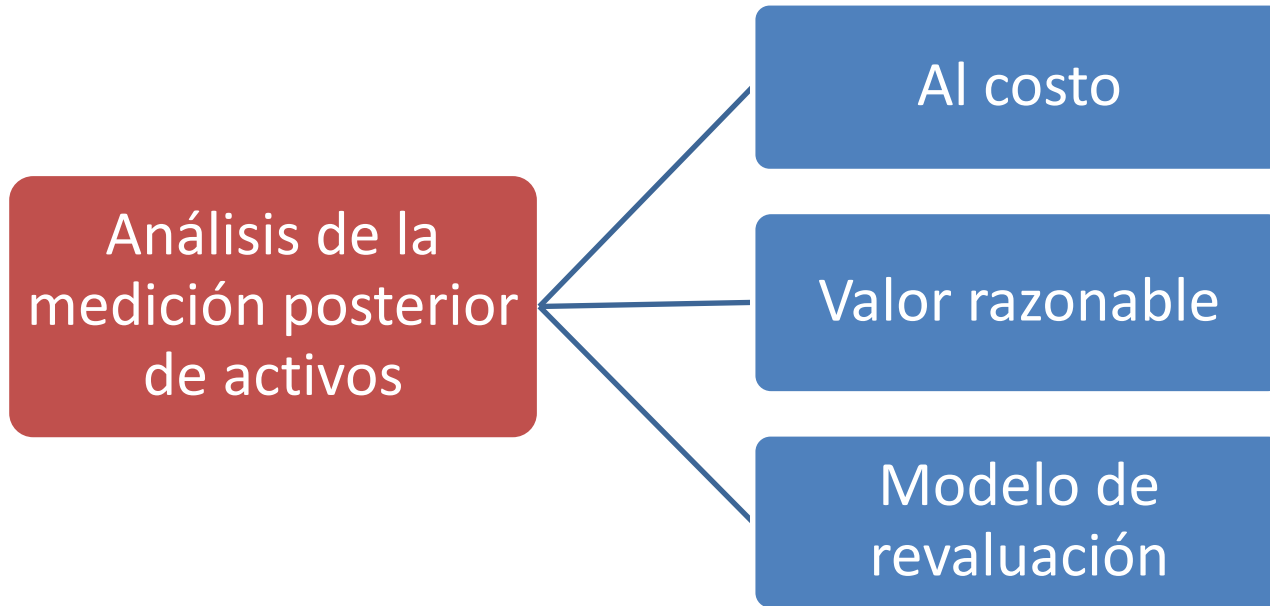 Análisis de la
medición posterior
de activos
Al costo
Valor razonable
Modelo de
revaluación